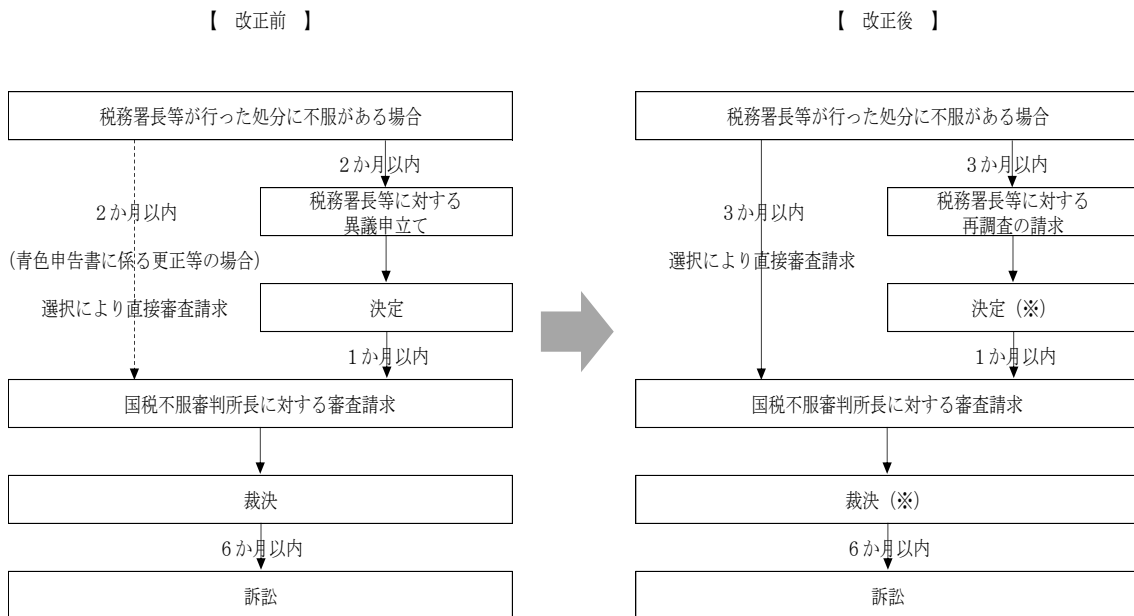 【 改正前 】
税務署長等が行った処分に不服がある場合
2か月以内
税務署長等に対する
異議申立て
2か月以内
(青色申告書に係る更正等の場合)
選択により直接審査請求
決定
1か月以内
国税不服審判所長に対する審査請求
裁決
6か月以内
訴訟
【 改正後 】
税務署長等が行った処分に不服がある場合
3か月以内
税務署長等に対する
再調査の請求
3か月以内
選択により直接審査請求
決定(※)
1か月以内
国税不服審判所長に対する審査請求
裁決(※)
6か月以内
訴訟